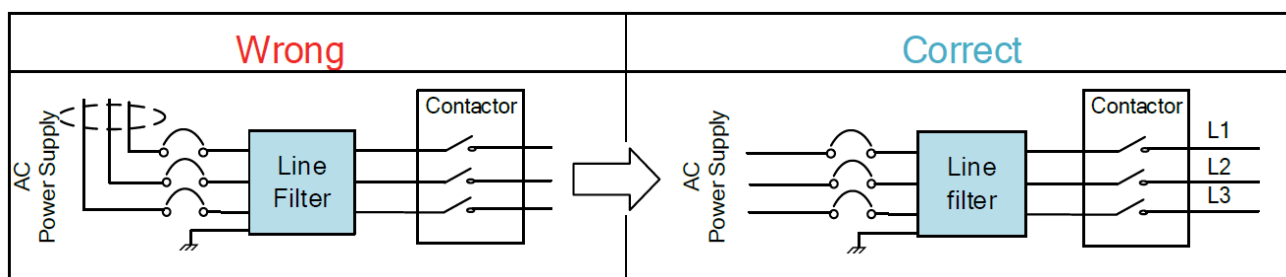 Wrong
Correct
AC
Power Supply
Line
Filter
Contactor
AC
Power Supply
Line
filter
Contactor
L1
L2
L3